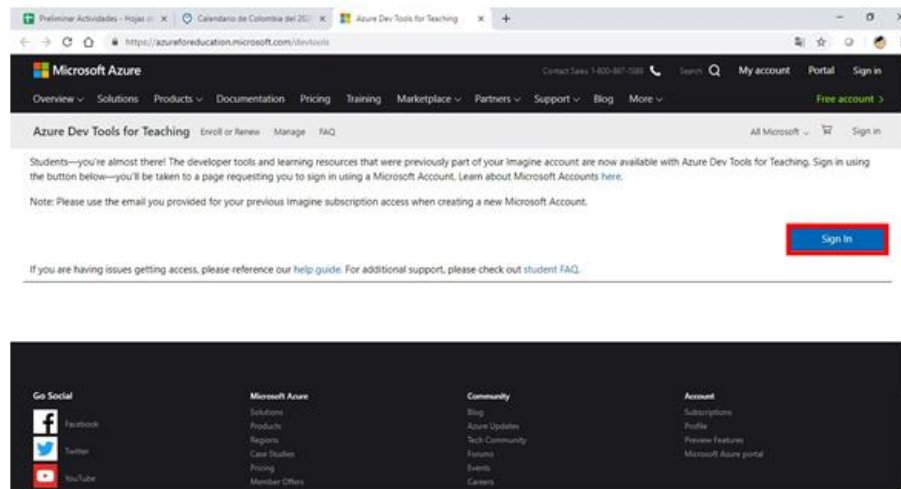 Preliminar Actividades - Hojas Calendario de Colombia del 20 Azure Dev Tools for Teaching
https://azureforeducation.microsoft.com/devtools
Microsoft Azure Contact Sales Search My account Portal Sign in
Overview Solutions Products Documentation Pricing Training Marketplace Partners Support Blog More Free account >
Azure Dev Tools for Teaching Enroll or Renew Manage FAQ All Microsoft Sign in
Students—you're almost there! The developer tools and learning resources that were previously part of your Imagine account are now available with Azure Dev Tools for Teaching. Sign in using
the button below—you'll be taken to a page requesting you to sign in using a Microsoft Account. Learn about Microsoft Accounts here.
Note: Please use the email you provided for your previous Imagine subscription access when creating a new Microsoft Account.
Sign In
If you are having issues getting access, please reference our help guide. For additional support, please check out student FAQ.
Go Social Microsoft Azure Community Account
Facebook Solutions Blog Subscriptions
Products Azure Updates Profile
Twitter Regions Tech Community Preview Features
Case Studies Forums Microsoft Azure portal
Pricing Events
YouTube Member Offers Careers